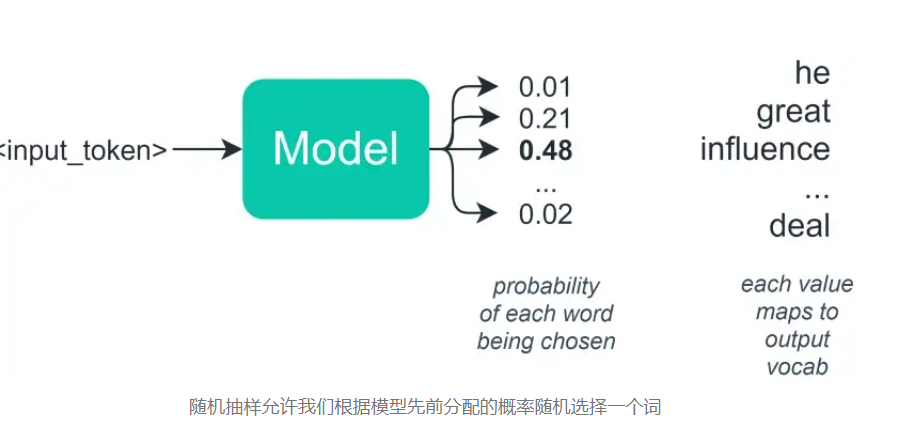 <input_token>
Model
0.01
0.21
0.48
...
0.02
probability
of each word
being chosen
he
great
influence
...
deal
each value
maps to
output
vocab
随机抽样允许我们根据模型先前分配的概率随机选择一个词